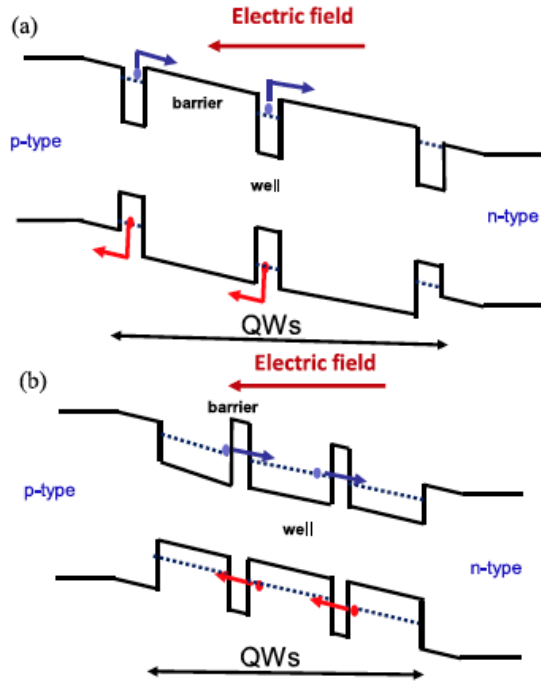 (a)
Electric field
barrier
p-type
well
n-type
QWs
(b)
Electric field
barrier
p-type
well
n-type
QWs